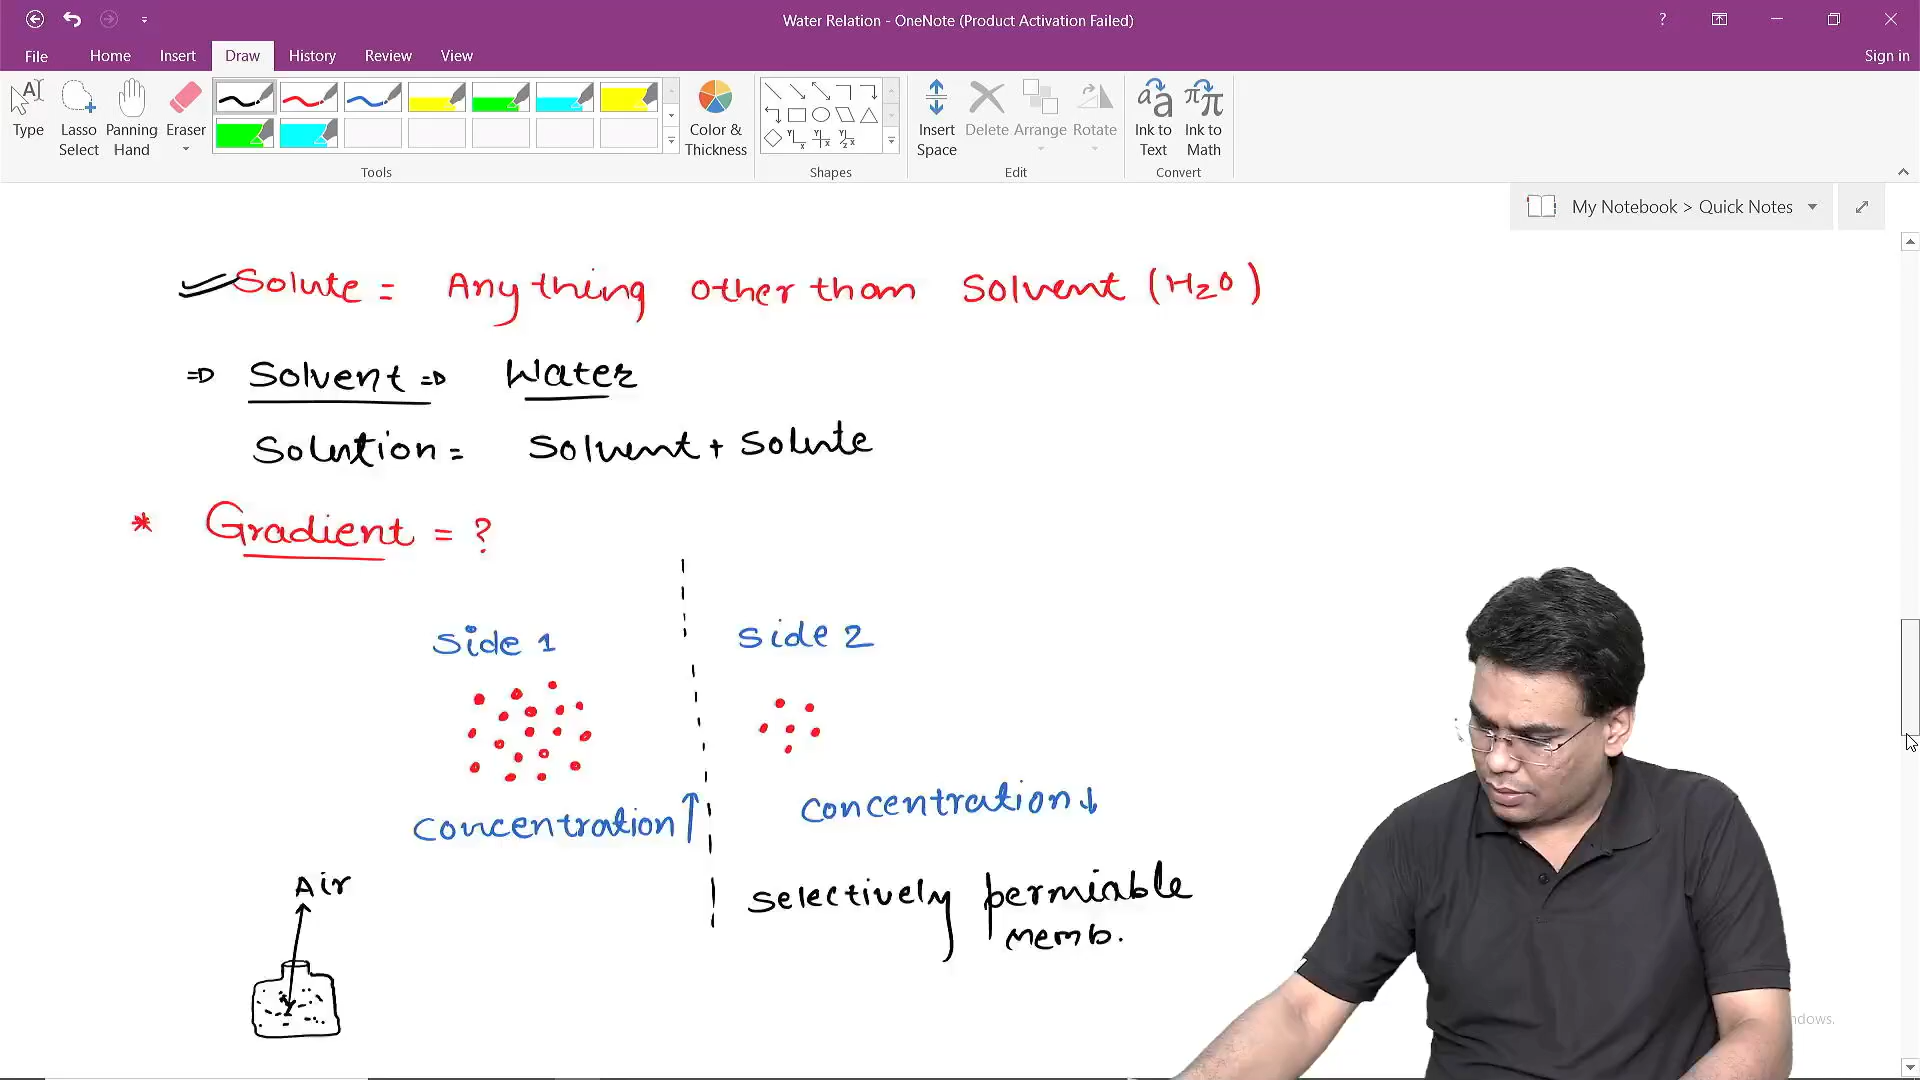 Water Relation - OneNote (Product Activation Failed)
?
File Home Insert Draw History Review View Sign in
Type
Lasso Select
Panning Hand
Eraser
Color & Thickness
Insert Space
Delete
Arrange
Rotate
Ink to Text
Ink to Math
Tools Shapes Edit Convert
My Notebook > Quick Notes
Solute = Anything other than Solvent (H2O)
⇒ Solvent ⇒ Water
Solution = Solvent + Solute
* Gradient = ?
Side 1 Side 2
Concentration ↑ Concentration ↓
Air
Selectively permiable
memb.
ndows.